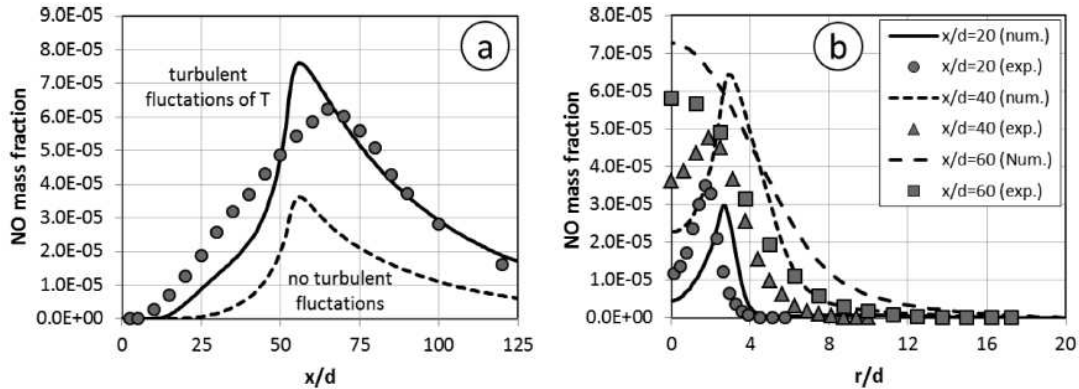 9.0E-05
8.0E-05
7.0E-05
6.0E-05
5.0E-05
4.0E-05
3.0E-05
2.0E-05
1.0E-05
0.0E+00
NO mass fraction
turbulent
fluctations of T
no turbulent
fluctuations
a
0 25 50 75 100 125
x/d
8.0E-05
7.0E-05
6.0E-05
5.0E-05
4.0E-05
3.0E-05
2.0E-05
1.0E-05
0.0E+00
NO mass fraction
b
x/d=20 (num.)
x/d=20 (exp.)
x/d=40 (num.)
x/d=40 (exp.)
x/d=60 (Num.)
x/d=60 (exp.)
0 4 8 12 16 20
r/d